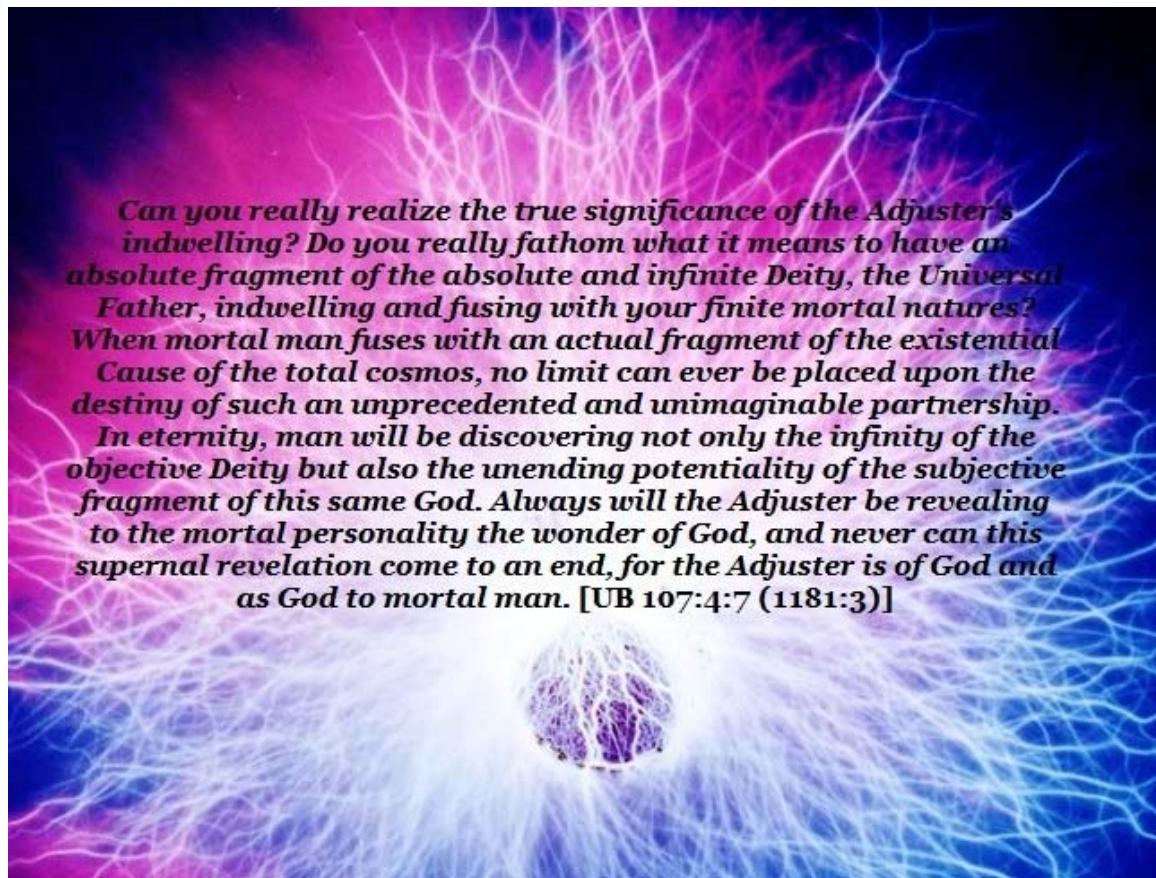 Can you really realize the true significance of the Adjuster's
indwelling? Do you really fathom what it means to have an
absolute fragment of the absolute and infinite Deity, the Universal
Father, indwelling and fusing with your finite mortal natures?
When mortal man fuses with an actual fragment of the existential
Cause of the total cosmos, no limit can ever be placed upon the
destiny of such an unprecedented and unimaginable partnership.
In eternity, man will be discovering not only the infinity of the
objective Deity but also the unending potentiality of the subjective
fragment of this same God. Always will the Adjuster be revealing
to the mortal personality the wonder of God, and never can this
supernal revelation come to an end, for the Adjuster is of God and
as God to mortal man. [UB 107:4:7 (1181:3)]